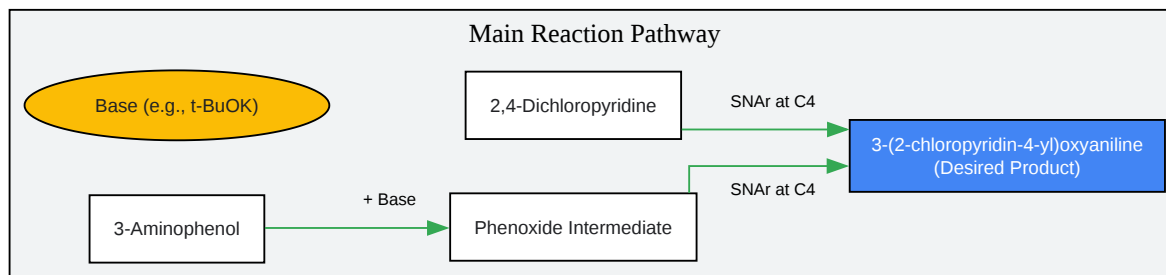 Main Reaction Pathway
Base (e.g., t-BuOK)
2,4-Dichloropyridine
SNAr at C4
3-(2-chloropyridin-4-yl)oxyaniline
(Desired Product)
3-Aminophenol
+ Base
Phenoxide Intermediate
SNAr at C4